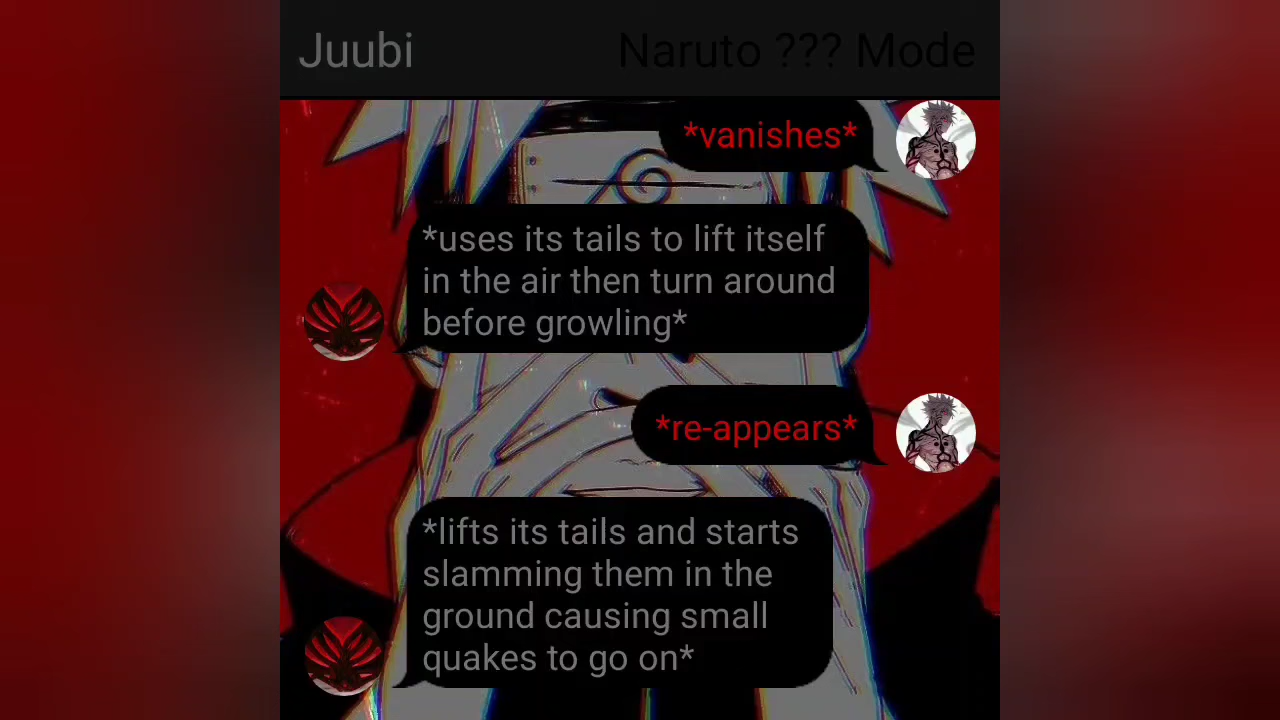 Juubi Naruto ??? Mode
*vanishes*
*uses its tails to lift itself
in the air then turn around
before growling*
*re-appears*
*lifts its tails and starts
slamming them in the
ground causing small
quakes to go on*